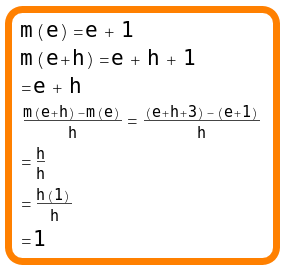 m(e)=e + 1
m(e+h)=e + h + 1
=e + h
m(e+h)-m(e)/h = (e+h+3)-(e+1)/h
=h/h
=h(1)/h
=1